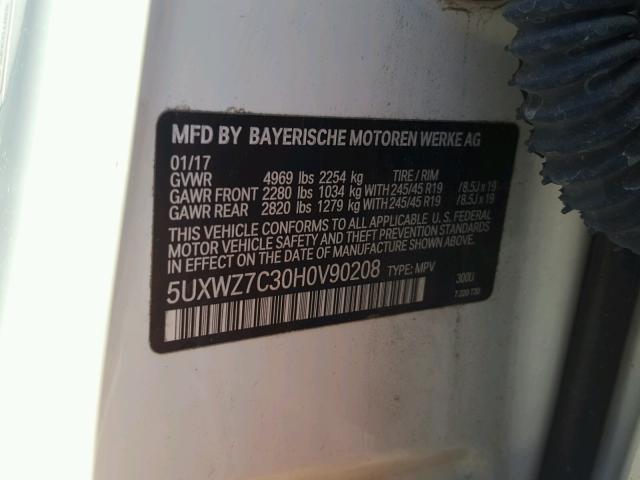 MFD BY BAYERISCHE MOTOREN WERKE AG
01/17
GVWR 4969 lbs 2254 kg TIRE / RIM
GAWR FRONT 2280 lbs 1034 kg WITH 245/45 R19 / 8.5J x 19
GAWR REAR 2820 lbs 1279 kg WITH 245/45 R19 / 8.5J x 19
THIS VEHICLE CONFORMS TO ALL APPLICABLE U. S. FEDERAL
MOTOR VEHICLE SAFETY AND THEFT PREVENTION STANDARDS
IN EFFECT ON THE DATE OF MANUFACTURE SHOWN ABOVE.
5UXWZ7C30H0V90208 TYPE: MPV 300U